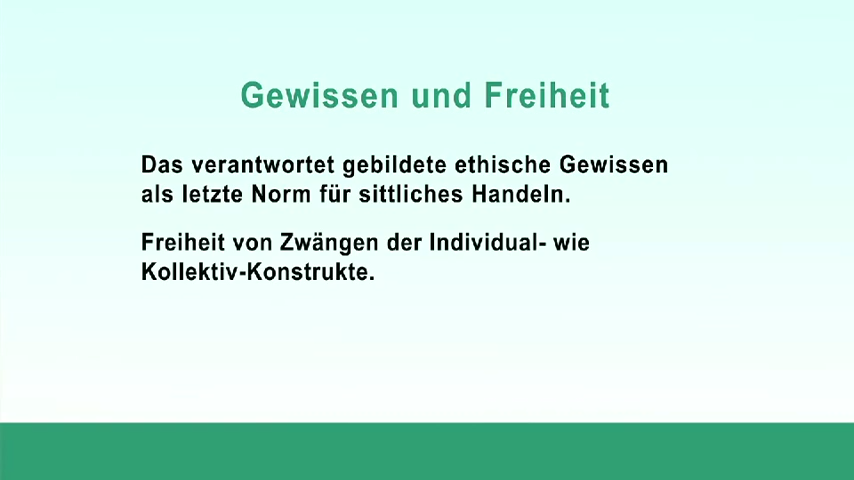 Gewissen und Freiheit
Das verantwortet gebildete ethische Gewissen
als letzte Norm für sittliches Handeln.
Freiheit von Zwängen der Individual- wie
Kollektiv-Konstrukte.